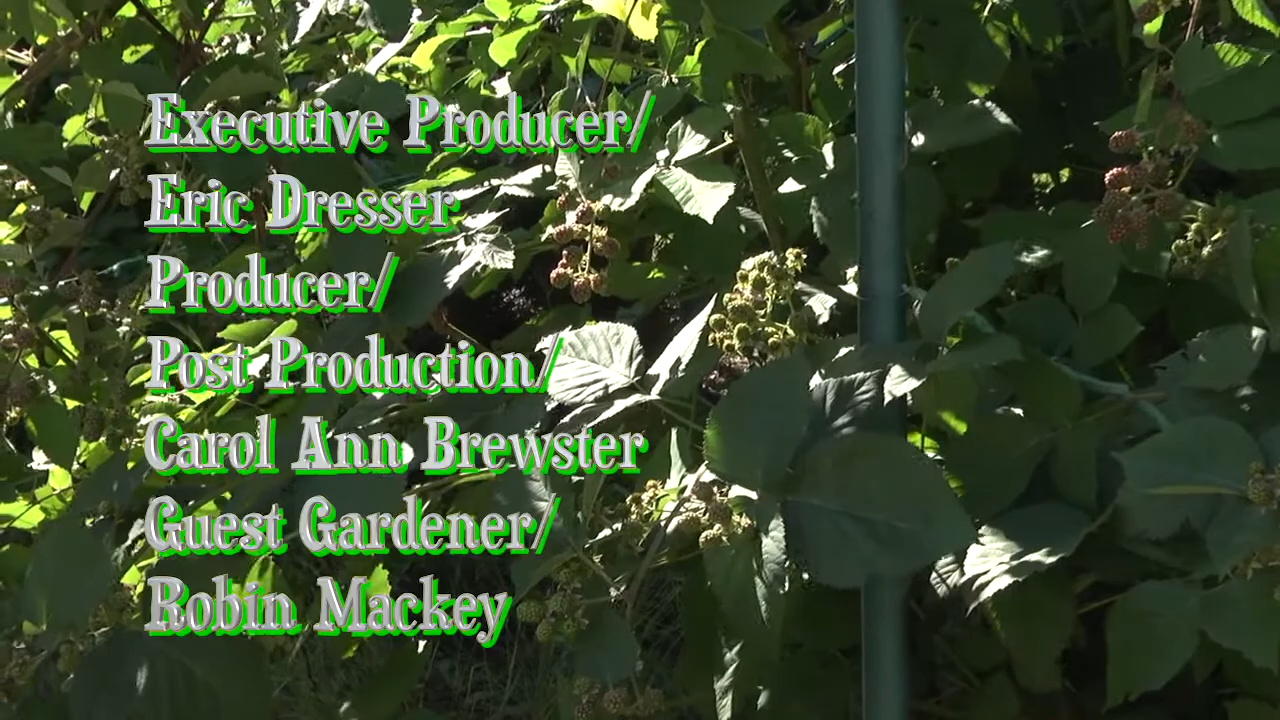 Executive Producer/
Eric Dresser
Producer/
Post Production/
Carol Ann Brewster
Guest Gardener/
Robin Mackey